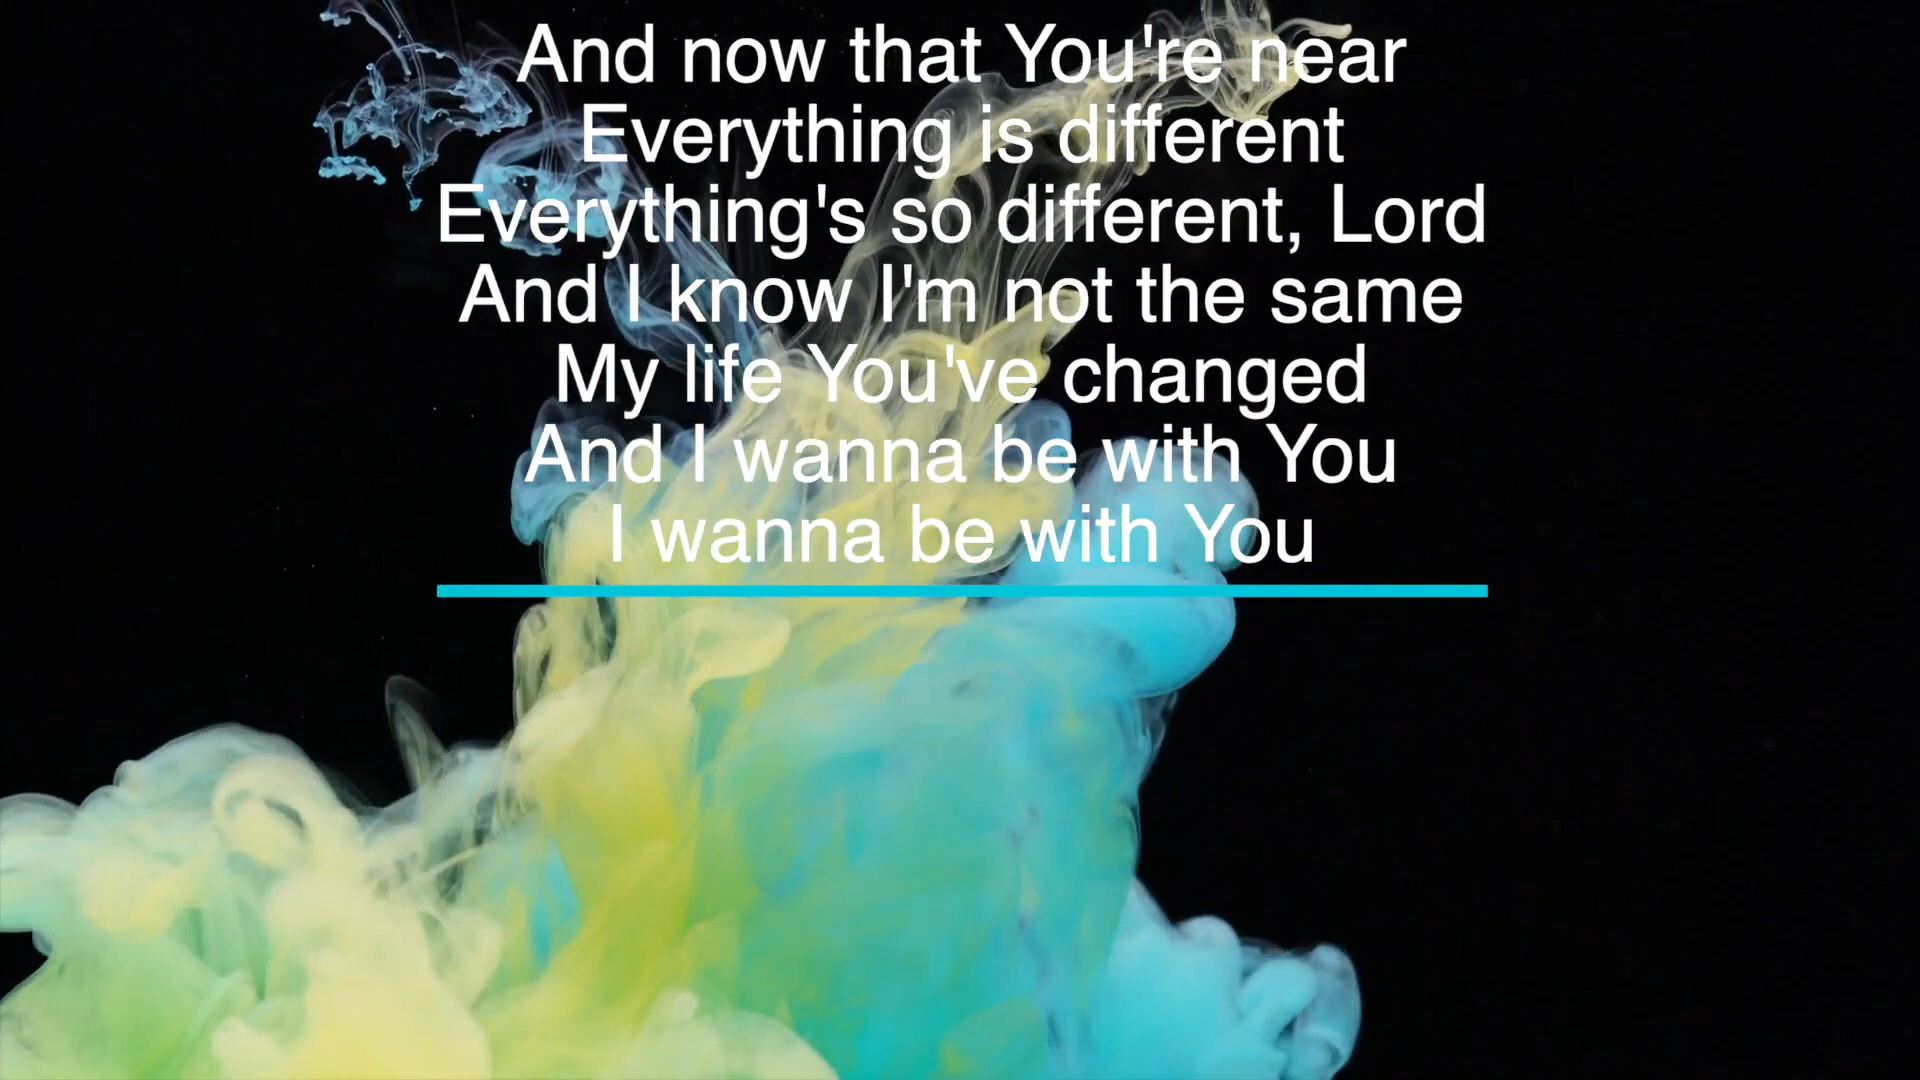 And now that You're near
Everything is different
Everything's so different, Lord
And I know I'm not the same
My life You've changed
And I wanna be with You
I wanna be with You